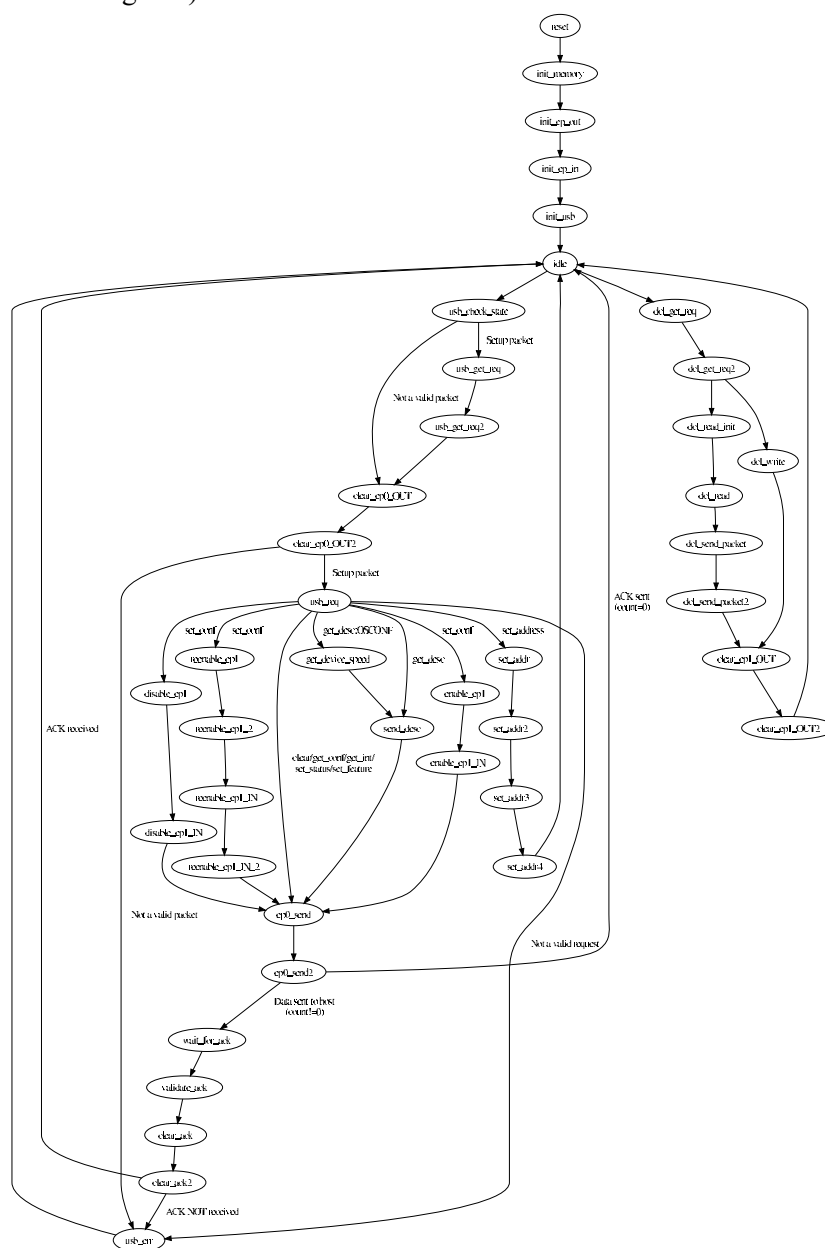 reset
init_memory
init_ep_out
init_ep_in
init_usb
idle
usb_check_state
dcl_get_req
Setup packet
usb_get_req
dcl_get_req2
Not a valid packet
usb_get_req2
dcl_read_init
dcl_write
clear_ep0_OUT
dcl_read
clear_ep0_OUT2
dcl_send_packet
Setup packet
usb_req
ACK sent
(count=0)
dcl_send_packet2
set_conf
set_conf
get_desc:OSCONF
set_conf
set_address
reenable_ep1
get_device_speed
get_desc
set_addr
clear_ep1_OUT
disable_ep1
enable_ep1
ACK received
reenable_ep1_2
send_desc
set_addr2
clear_ep1_OUT2
clear/get_conf/get_int/
set_status/set_feature
enable_ep1_IN
reenable_ep1_IN
set_addr3
disable_ep1_IN
reenable_ep1_IN_2
set_addr4
Not a valid packet
ep0_send
Not a valid request
ep0_send2
Data sent to host
(count!=0)
wait_for_ack
validate_ack
clear_ack
clear_ack2
ACK NOT received
usb_err